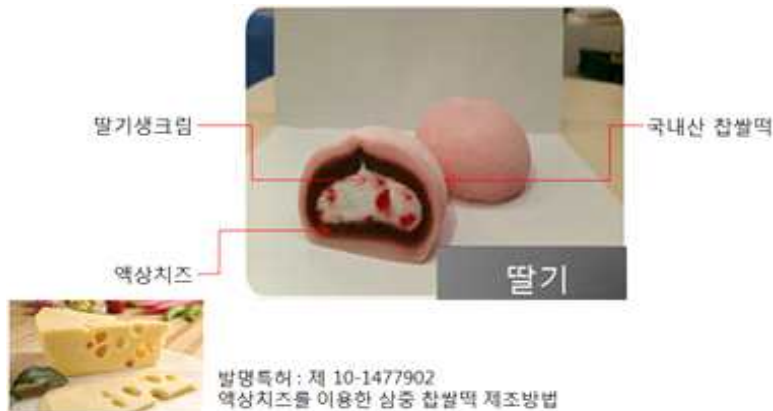 딸기생크림
국내산 찹쌀떡
액상치즈
딸기
발명특허 : 제 10-1477902
액상치즈를 이용한 삼중 찹쌀떡 제조방법